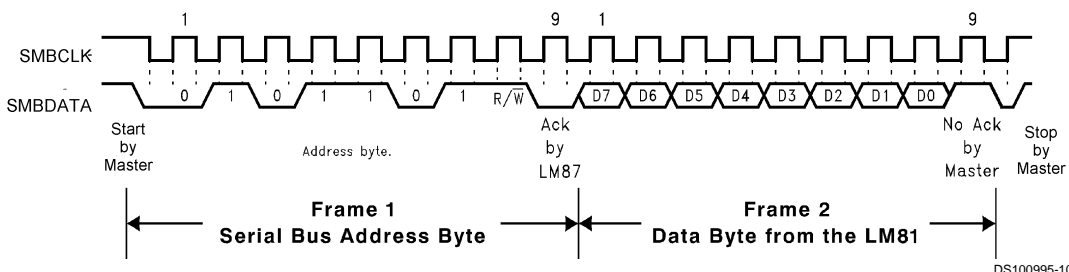 1 9 1 9
SMBCLK
SMBDATA
0 1 0 1 1 0 1 R/W D7 D6 D5 D4 D3 D2 D1 D0
Start
by
Master
Address byte.
Ack
by
LM87
No Ack
by
Master
Stop
by
Master
Frame 1
Serial Bus Address Byte
Frame 2
Data Byte from the LM81
DS100995-10